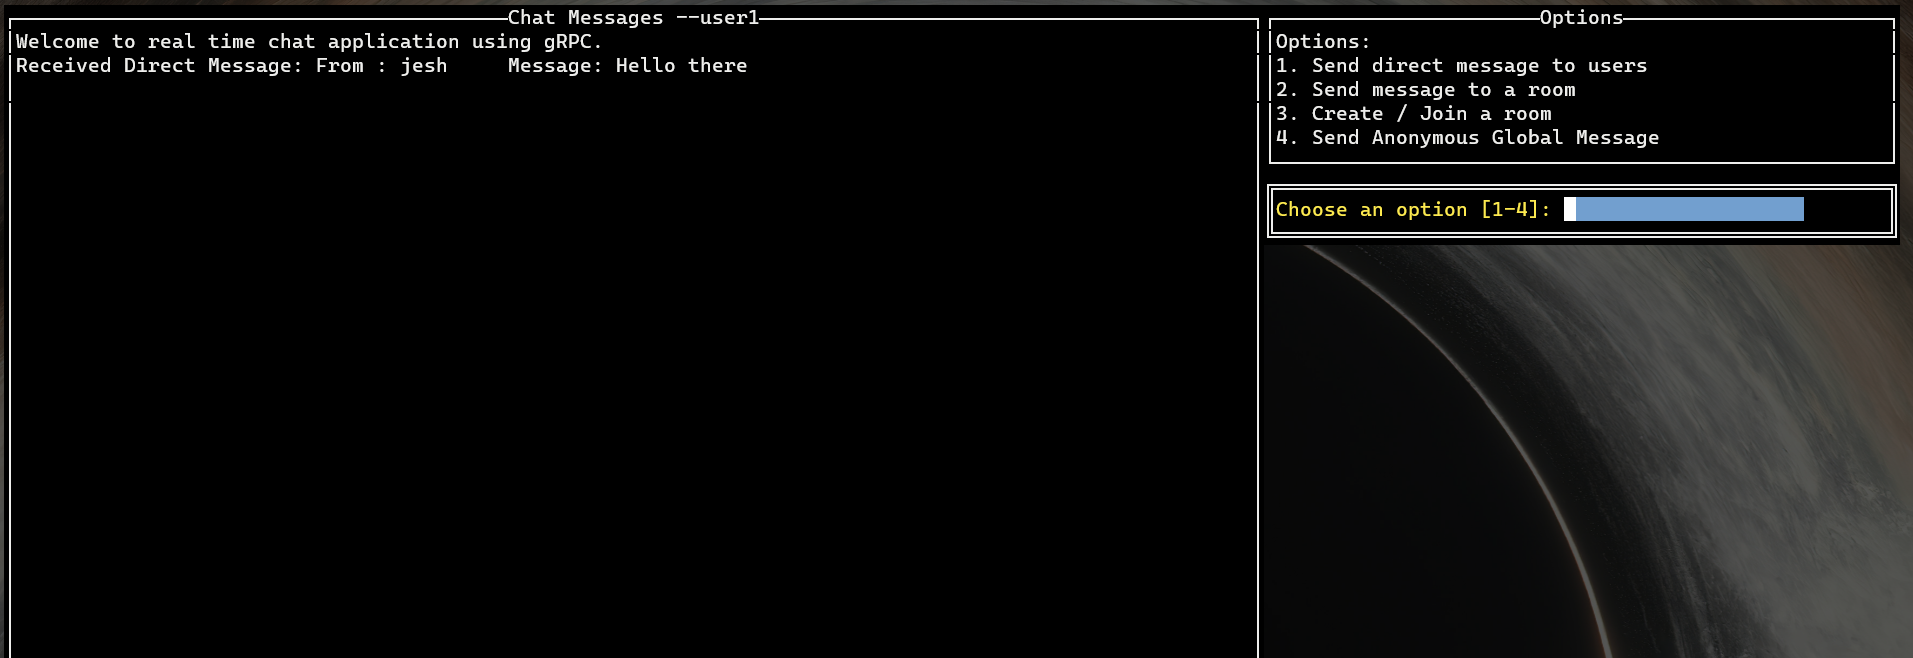 Chat Messages --user1
Welcome to real time chat application using gRPC.
Received Direct Message: From : jesh     Message: Hello there
Options
Options:
1. Send direct message to users
2. Send message to a room
3. Create / Join a room
4. Send Anonymous Global Message
Choose an option [1-4]: